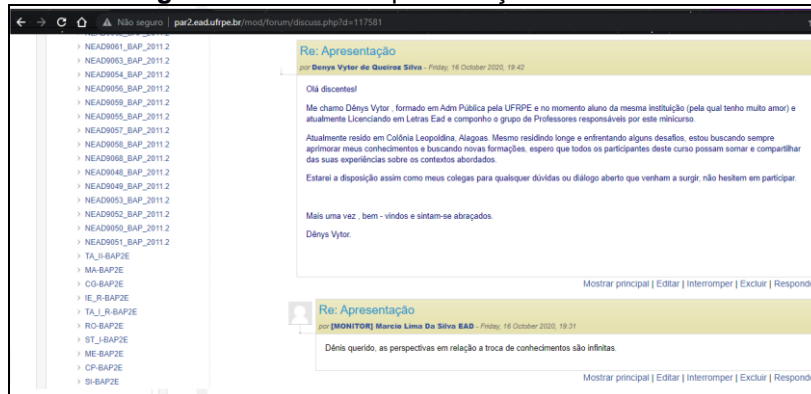 Não seguro | par2.ead.ufrpe.br/mod/forum/discuss.php?d=117581
> NEAD9061_BAP_2011.2
> NEAD9063_BAP_2011.2
> NEAD9054_BAP_2011.2
> NEAD9056_BAP_2011.2
> NEAD9059_BAP_2011.2
> NEAD9055_BAP_2011.2
> NEAD9057_BAP_2011.2
> NEAD9058_BAP_2011.2
> NEAD9068_BAP_2011.2
> NEAD9048_BAP_2011.2
> NEAD9049_BAP_2011.2
> NEAD9053_BAP_2011.2
> NEAD9052_BAP_2011.2
> NEAD9050_BAP_2011.2
> NEAD9051_BAP_2011.2
> TA_II-BAP2E
> MA-BAP2E
> CG-BAP2E
> IE_R-BAP2E
> TA_I_R-BAP2E
> RO-BAP2E
> ST_I-BAP2E
> ME-BAP2E
> CP-BAP2E
> SI-BAP2E
Re: Apresentação
por Denys Vytor de Queiroz Silva - Friday, 16 October 2020, 19:42
Olá discentes!
Me chamo Dênys Vytor , formado em Adm Pública pela UFRPE e no momento aluno da mesma instituição (pela qual tenho muito amor) e
atualmente Licenciando em Letras Ead e componho o grupo de Professores responsáveis por este minicurso.
Atualmente resido em Colônia Leopoldina, Alagoas. Mesmo residindo longe e enfrentando alguns desafios, estou buscando sempre
aprimorar meus conhecimentos e buscando novas formações, espero que todos os participantes deste curso possam somar e compartilhar
das suas experiências sobre os contextos abordados.
Estarei a disposição assim como meus colegas para quaisquer dúvidas ou diálogo aberto que venham a surgir, não hesitem em participar.
Mais uma vez , bem - vindos e sintam-se abraçados.
Dênys Vytor.
Mostrar principal | Editar | Interromper | Excluir | Responde
Re: Apresentação
por [MONITOR] Marcio Lima Da Silva EAD - Friday, 16 October 2020, 19:31
Dênis querido, as perspectivas em relação a troca de conhecimentos são infinitas.
Mostrar principal | Editar | Interromper | Excluir | Responde